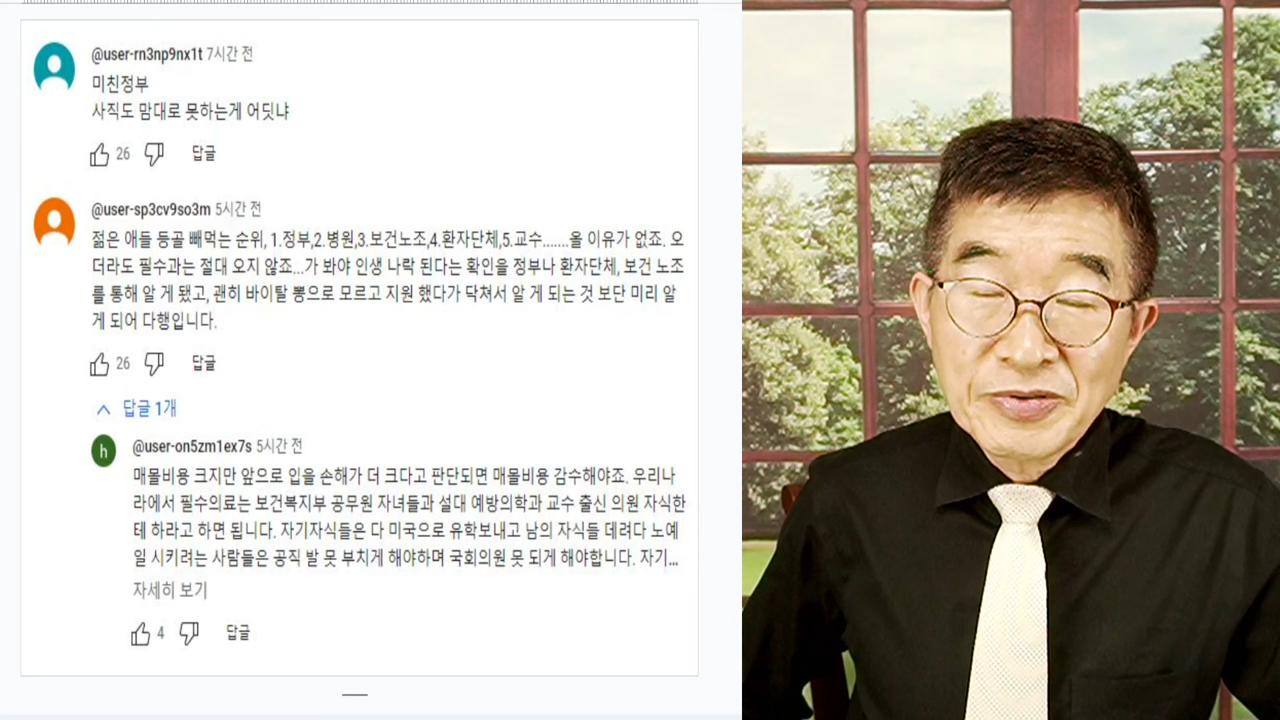 @user-rn3np9nx1t 7시간 전
미친정부
사직도 맘대로 못하는게 어딧냐
26 답글
@user-sp3cv9so3m 5시간 전
젊은 애들 등골 빼먹는 순위, 1.정부,2.병원,3.보건노조,4.환자단체,5.교수.......올 이유가 없죠. 오
더라도 필수과는 절대 오지 않죠...가 봐야 인생 나락 된다는 확인을 정부나 환자단체, 보건 노조
를 통해 알 게 됐고, 괜히 바이탈 뽕으로 모르고 지원 했다가 닥쳐서 알 게 되는 것 보단 미리 알
게 되어 다행입니다.
26 답글
답글 1개
h @user-on5zm1ex7s 5시간 전
매몰비용 크지만 앞으로 입을 손해가 더 크다고 판단되면 매몰비용 감수해야죠. 우리나
라에서 필수의료는 보건복지부 공무원 자녀들과 설대 예방의학과 교수 출신 의원 자식한
테 하라고 하면 됩니다. 자기자식들은 다 미국으로 유학보내고 남의 자식들 데려다 노예
일 시키려는 사람들은 공직 발 못 부치게 해야하며 국회의원 못 되게 해야합니다. 자기...
자세히 보기
4 답글